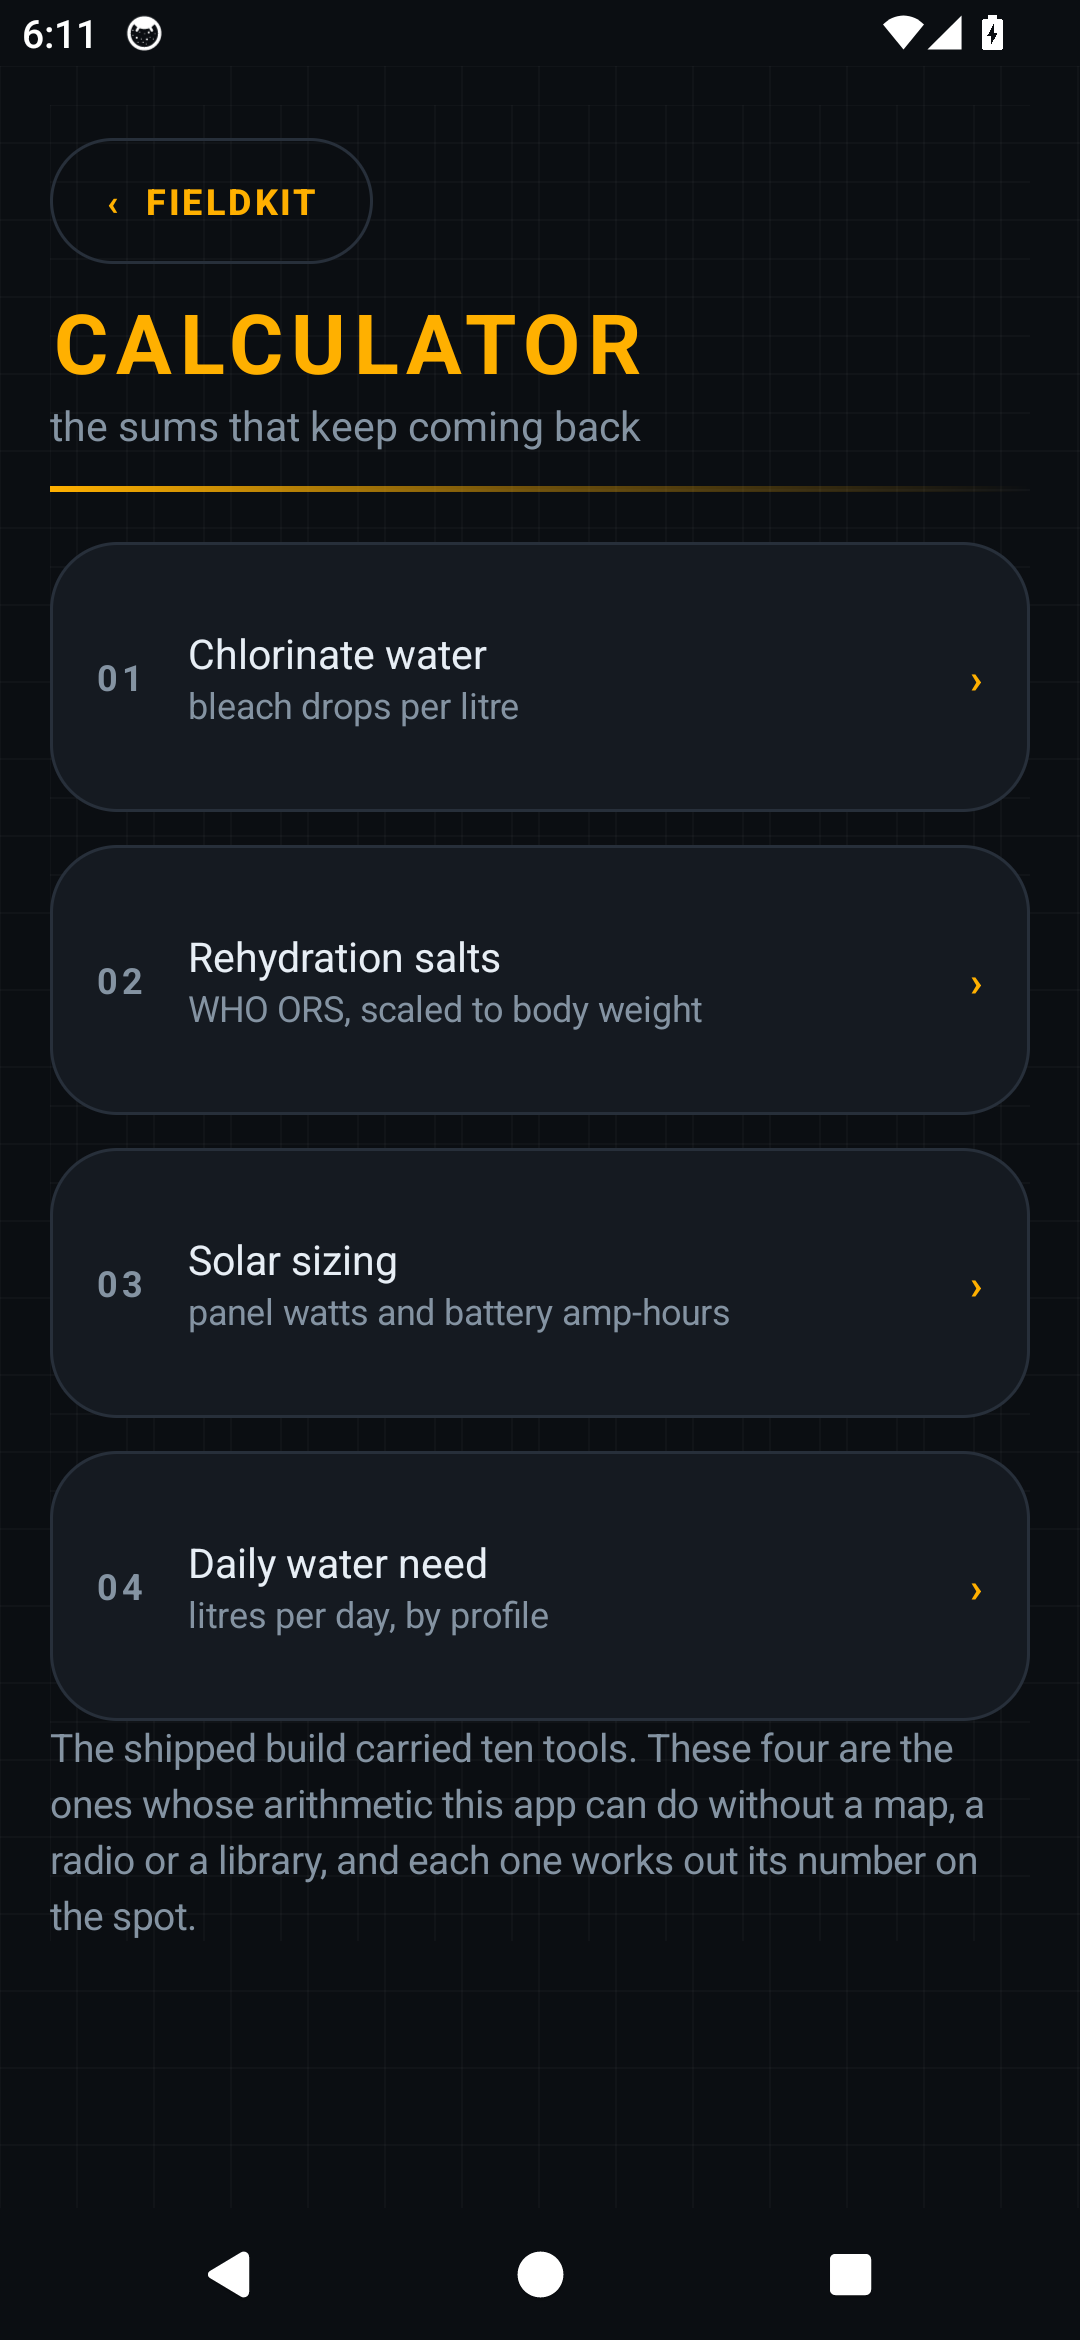 6:11
‹ FIELDKIT
CALCULATOR
the sums that keep coming back
01
Chlorinate water
bleach drops per litre
›
02
Rehydration salts
WHO ORS, scaled to body weight
›
03
Solar sizing
panel watts and battery amp-hours
›
04
Daily water need
litres per day, by profile
›
The shipped build carried ten tools. These four are the
ones whose arithmetic this app can do without a map, a
radio or a library, and each one works out its number on
the spot.